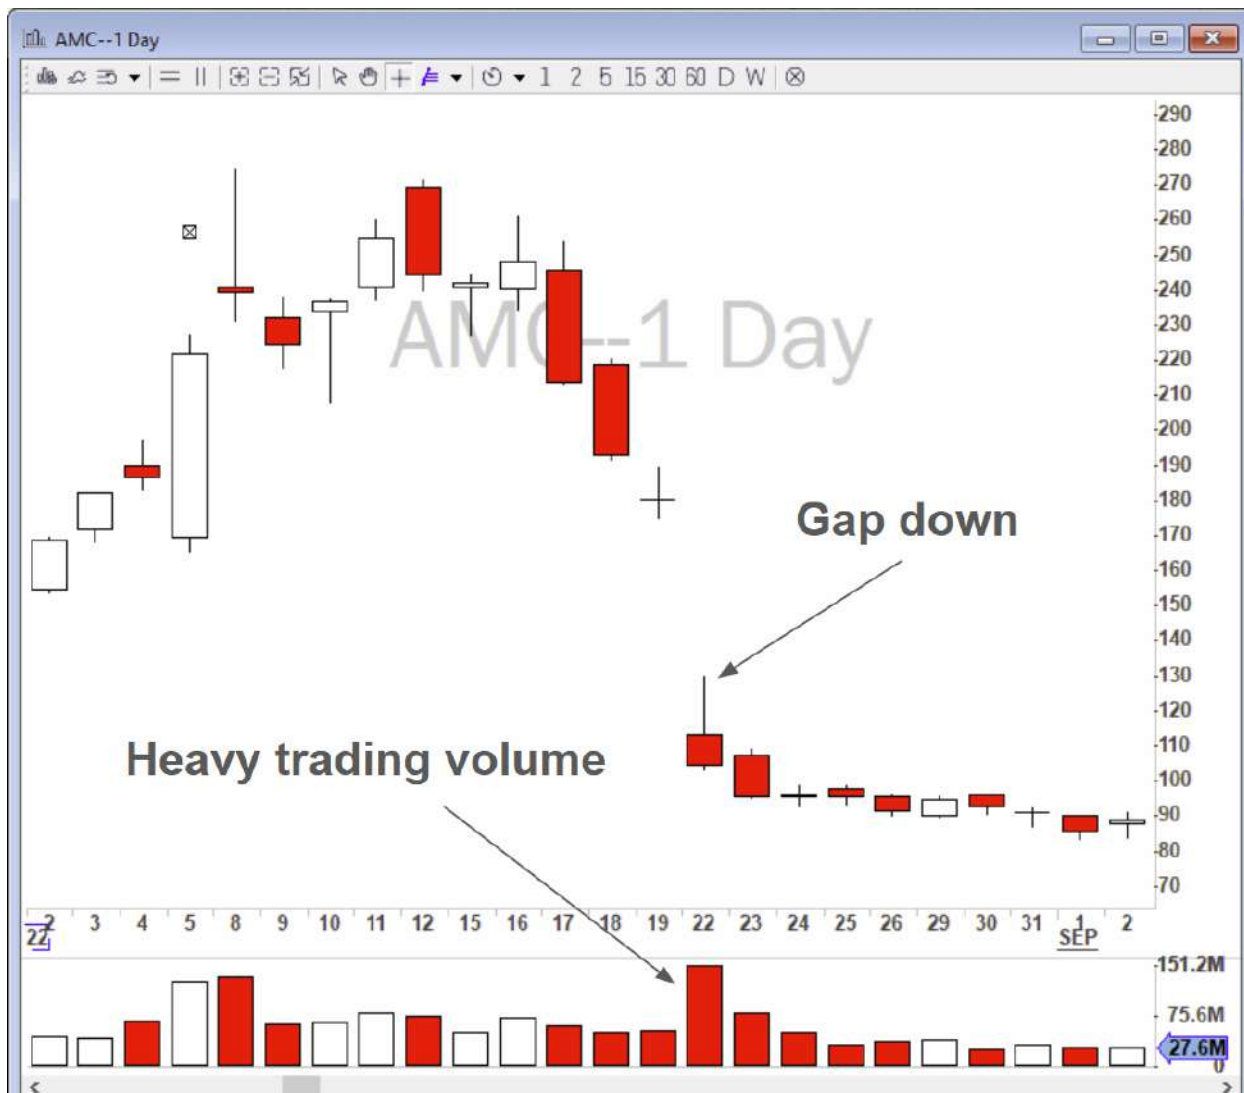 AMC--1 Day
1 2 5 15 30 60 D W
290
280
270
260
250
240
AMC--1 Day
230
220
210
200
190
180
Gap down
170
160
150
140
130
120
Heavy trading volume
110
100
90
80
70
2 3 4 5 8 9 10 11 12 15 16 17 18 19 22 23 24 25 26 29 30 31 1 2
22 SEP
151.2M
75.6M
27.6M
0